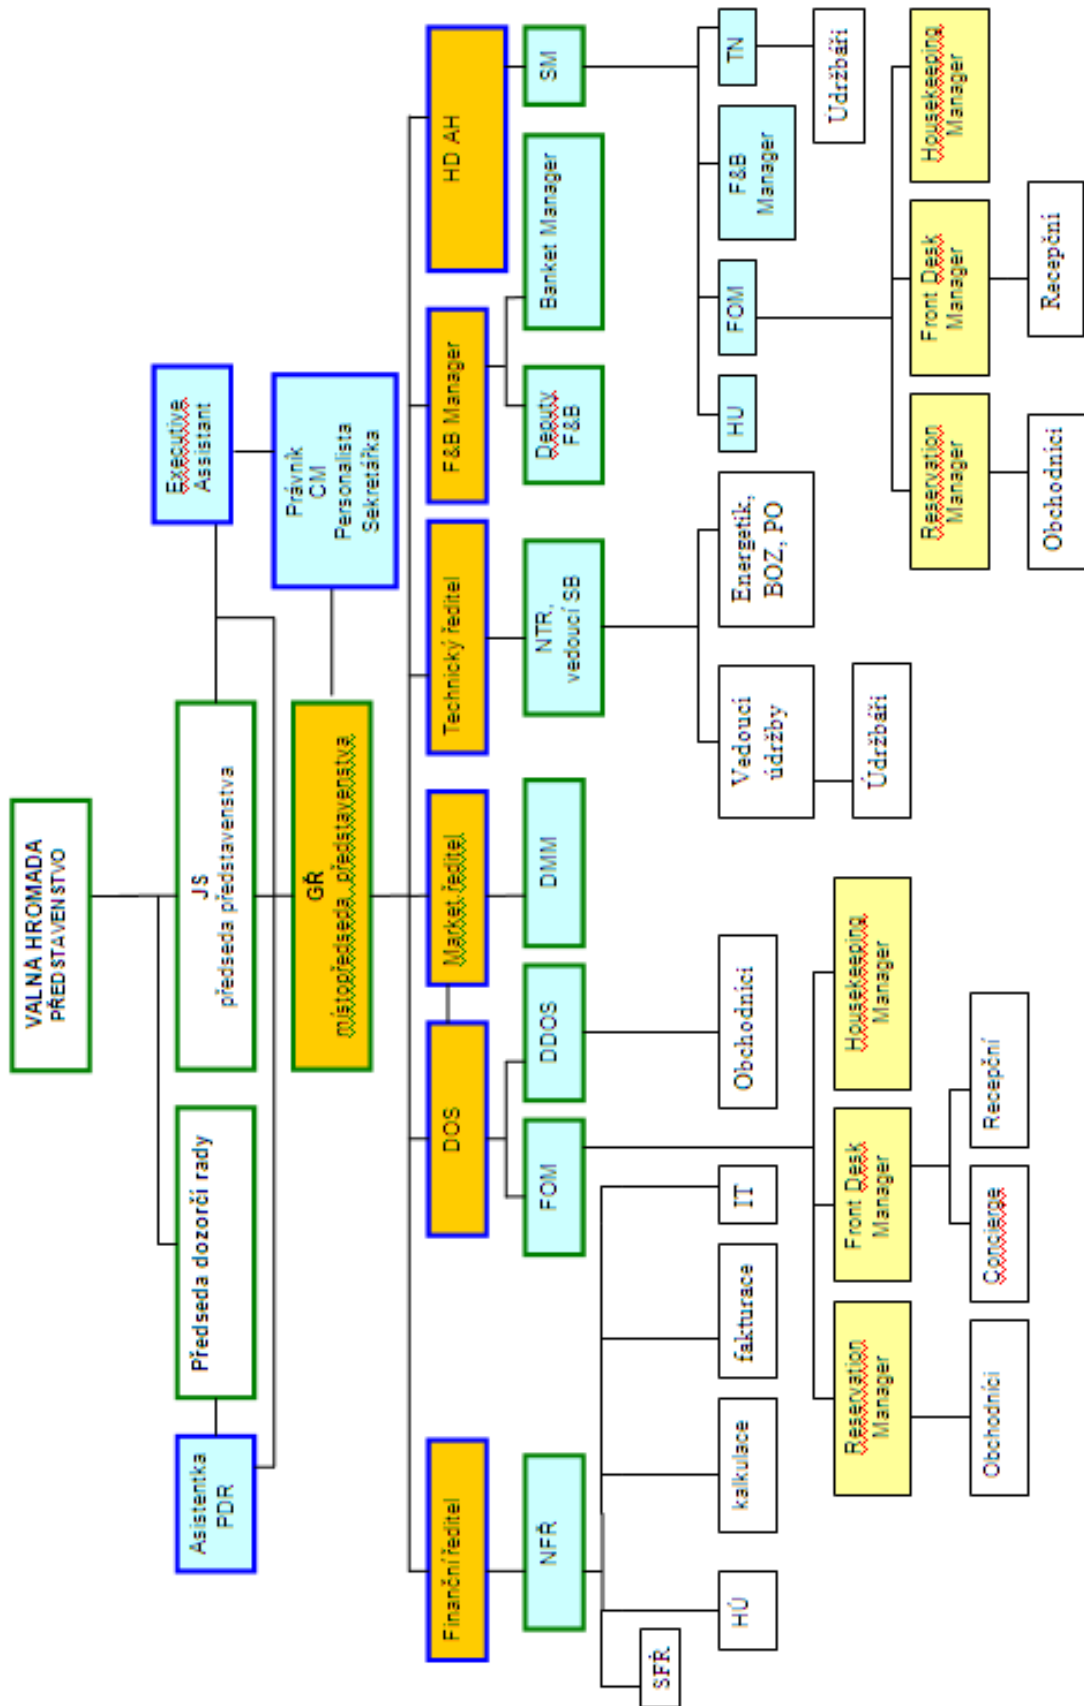 VALNA HROMADA
PŘEDSTAVENSTVO
Asistentka
PDR
Předseda dozorčí rady
JS
předseda představenstva
Executive
Assistant
GŘ
místopředseda představenstva
Právník
CM
Personalista
Sekretářka
Finanční ředitel
DOS
Market. ředitel
Technický ředitel
F&B Manager
HD AH
NFŘ
FOM
DDOS
DMM
NTŘ,
vedoucí SB
Deputy
F&B
Banket Manager
SM
SFŘ
HÚ
kalkulace
fakturace
IT
Obchodníci
Vedoucí
údržby
Energetik,
BOZ, PO
HU
FOM
F&B
Manager
TN
Údržbáři
Údržbáři
Reservation
Manager
Front Desk
Manager
Housekeeping
Manager
Reservation
Manager
Front Desk
Manager
Housekeeping
Manager
Obchodníci
Concierge
Recepční
Obchodníci
Recepční